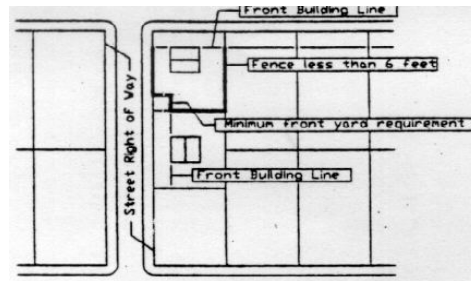 Front Building Line
Fence less than 6 feet
Minimum front yard requirement
Street Right of Way
Front Building Line